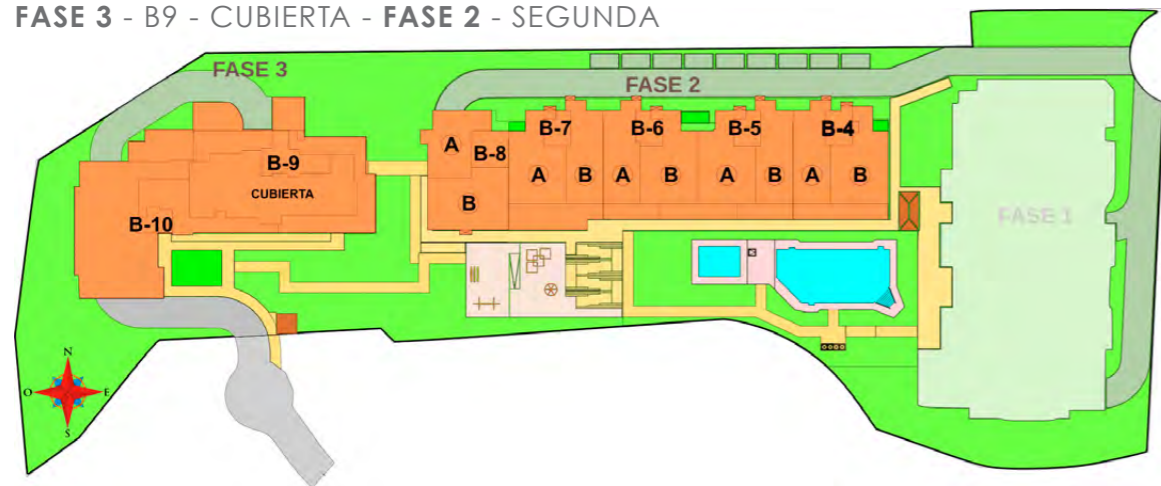 FASE 3 - B9 - CUBIERTA - FASE 2 - SEGUNDA
FASE 3
FASE 2
B-7
B-6
B-5
B-4
A
B-8
B-9
A
B
A
B
A
B
A
B
CUBIERTA
B
B-10
FASE 1
N
O
E
S